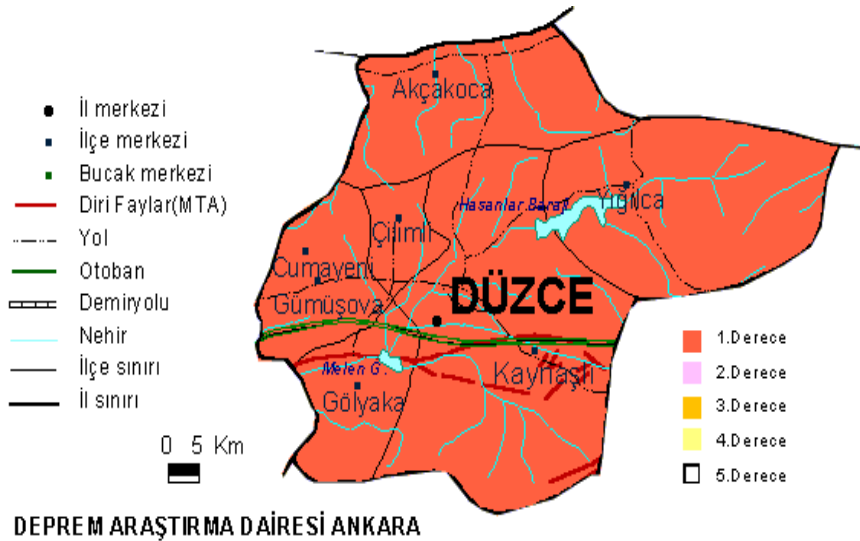 İl merkezi
İlçe merkezi
Bucak merkezi
Diri Faylar(MTA)
Yol
Otoban
Demiryolu
Nehir
İlçe sınırı
İl sınırı
0 5 Km
Akçakoca
Hasanlar Barajı
Yığılca
Çilimli
Cumayeri
Gümüşova
DÜZCE
Melen G.
Kaynaşlı
Gölyaka
1.Derece
2.Derece
3.Derece
4.Derece
5.Derece
DEPREM ARAŞTIRMA DAİRESİ ANKARA